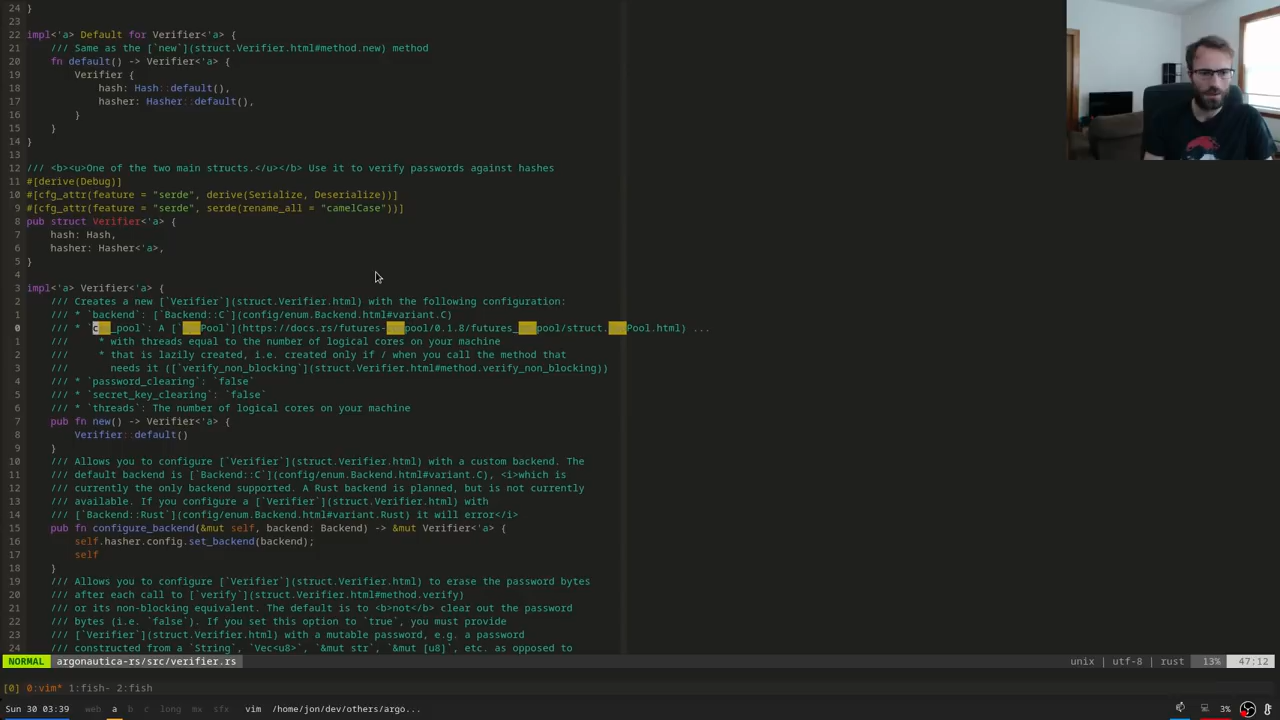 24 }
23
22 impl<'a> Default for Verifier<'a> {
21     /// Same as the [`new`](struct.Verifier.html#method.new) method
20     fn default() -> Verifier<'a> {
19         Verifier {
18             hash: Hash::default(),
17             hasher: Hasher::default(),
16         }
15     }
14 }
13
12 /// <b><u>One of the two main structs.</u></b> Use it to verify passwords against hashes
11 #[derive(Debug)]
10 #[cfg_attr(feature = "serde", derive(Serialize, Deserialize))]
9 #[cfg_attr(feature = "serde", serde(rename_all = "camelCase"))]
8 pub struct Verifier<'a> {
7     hash: Hash,
6     hasher: Hasher<'a>,
5 }
4
3 impl<'a> Verifier<'a> {
2     /// Creates a new [`Verifier`](struct.Verifier.html) with the following configuration:
1     /// * `backend`: [`Backend::C`](config/enum.Backend.html#variant.C)
0     /// * `cpu_pool`: A [`CpuPool`](https://docs.rs/futures-cpupool/0.1.8/futures_cpupool/struct.CpuPool.html) ...
1     ///     * with threads equal to the number of logical cores on your machine
2     ///     * that is lazily created, i.e. created only if / when you call the method that
3     ///       needs it ([`verify_non_blocking`](struct.Verifier.html#method.verify_non_blocking))
4     /// * `password_clearing`: `false`
5     /// * `secret_key_clearing`: `false`
6     /// * `threads`: The number of logical cores on your machine
7     pub fn new() -> Verifier<'a> {
8         Verifier::default()
9     }
10     /// Allows you to configure [`Verifier`](struct.Verifier.html) with a custom backend. The
11     /// default backend is [`Backend::C`](config/enum.Backend.html#variant.C), <i>which is
12     /// currently the only backend supported. A Rust backend is planned, but is not currently
13     /// available. If you configure a [`Verifier`](struct.Verifier.html) with
14     /// [`Backend::Rust`](config/enum.Backend.html#variant.Rust) it will error</i>
15     pub fn configure_backend(&mut self, backend: Backend) -> &mut Verifier<'a> {
16         self.hasher.config.set_backend(backend);
17         self
18     }
19     /// Allows you to configure [`Verifier`](struct.Verifier.html) to erase the password bytes
20     /// after each call to [`verify`](struct.Verifier.html#method.verify)
21     /// or its non-blocking equivalent. The default is to <b>not</b> clear out the password
22     /// bytes (i.e. `false`). If you set this option to `true`, you must provide
23     /// [`Verifier`](struct.Verifier.html) with a mutable password, e.g. a password
24     /// constructed from a `String`, `Vec<u8>`, `&mut str`, `&mut [u8]`, etc. as opposed to
NORMAL argonautica-rs/src/verifier.rs unix | utf-8 | rust 13% 47:12
[0] 0:vim* 1:fish- 2:fish
Sun 30 03:39 web a b c long mx sfx vim /home/jon/dev/others/argo... 3%